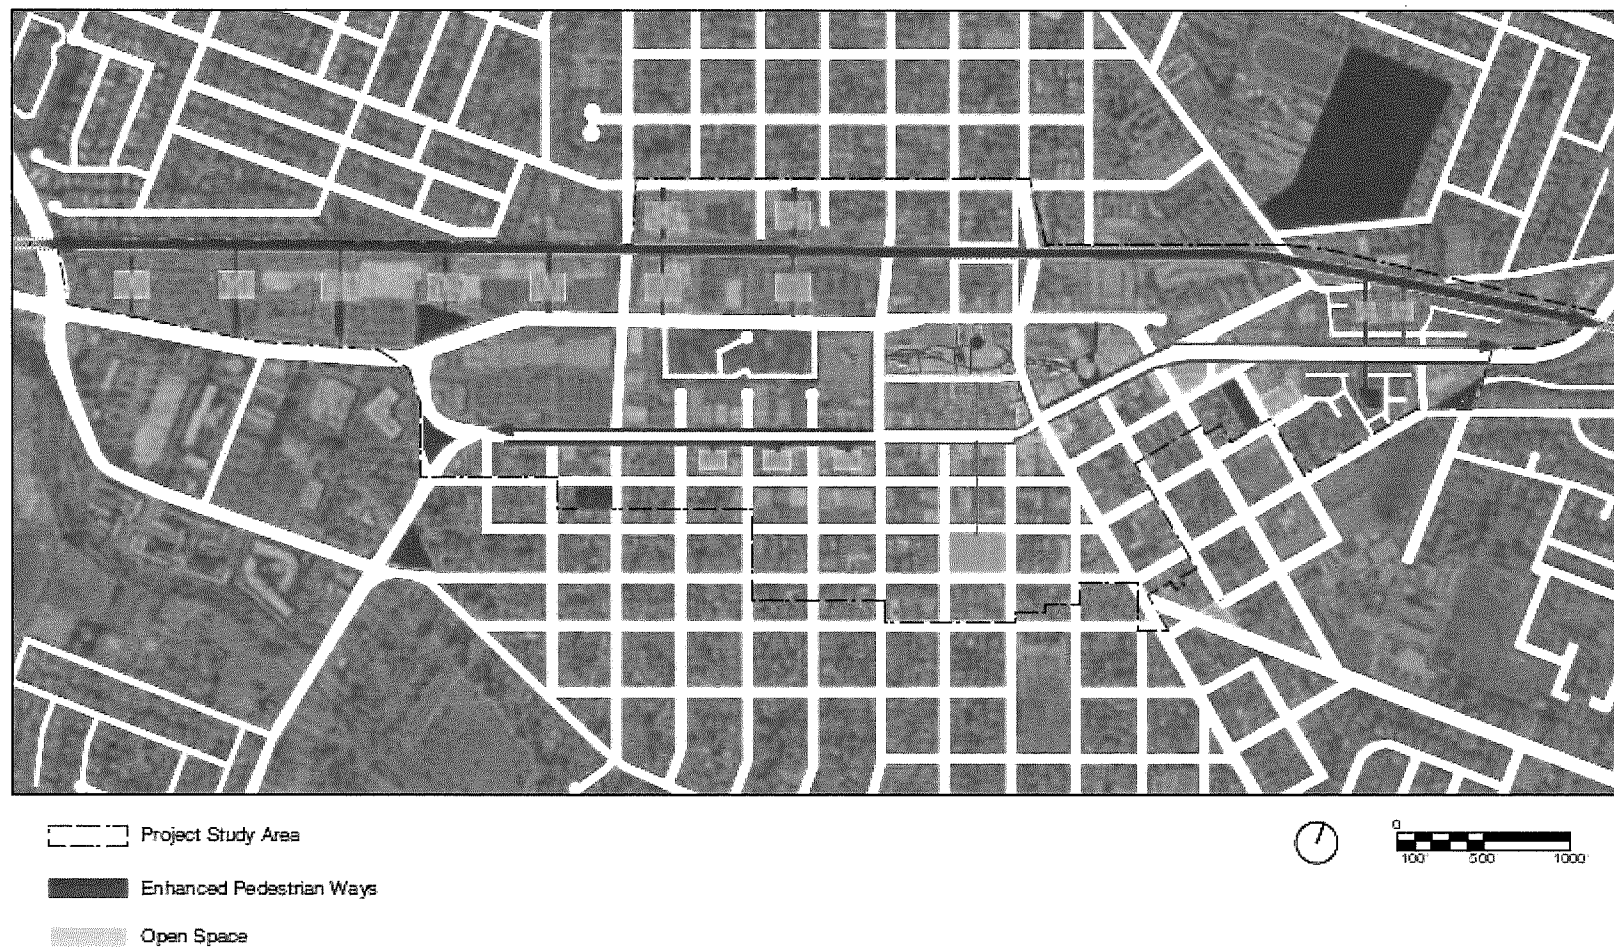 Project Study Area
0
100' 500 1000'
Enhanced Pedestrian Ways
Open Space